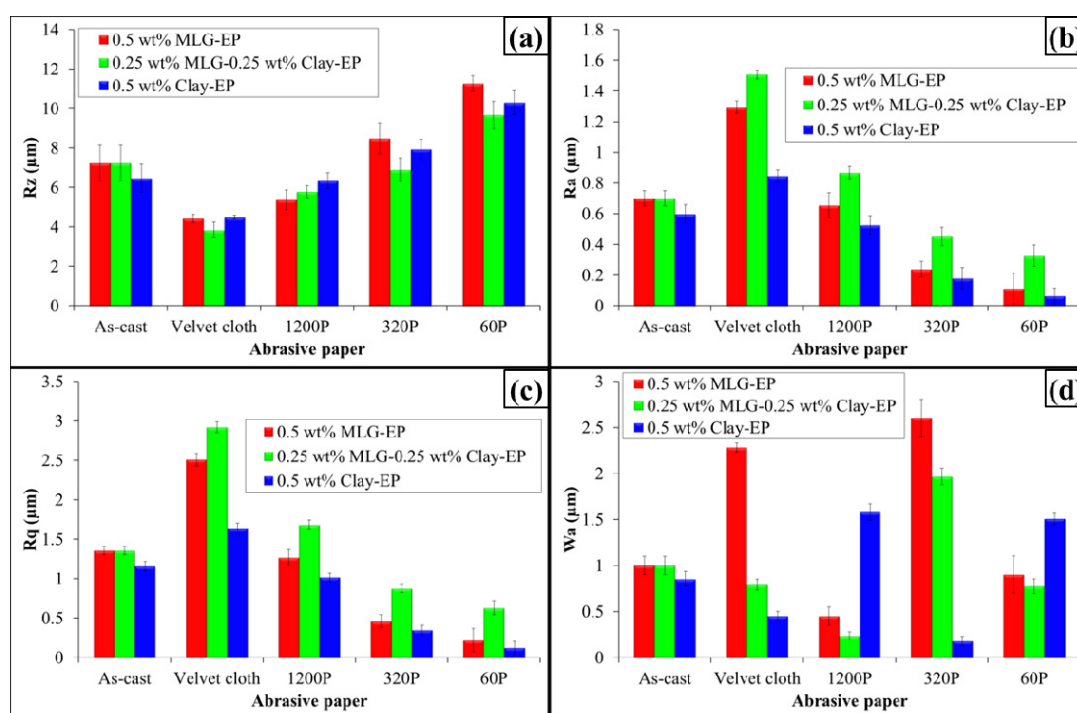 (a)
14
12
10
8
6
4
2
0
Rz (µm)
0.5 wt% MLG-EP
0.25 wt% MLG-0.25 wt% Clay-EP
0.5 wt% Clay-EP
As-cast Velvet cloth 1200P 320P 60P
Abrasive paper
(b)
1.8
1.6
1.4
1.2
1
0.8
0.6
0.4
0.2
0
Ra (µm)
0.5 wt% MLG-EP
0.25 wt% MLG-0.25 wt% Clay-EP
0.5 wt% Clay-EP
As-cast Velvet cloth 1200P 320P 60P
Abrasive paper
(c)
3.5
3
2.5
2
1.5
1
0.5
0
Rq (µm)
0.5 wt% MLG-EP
0.25 wt% MLG-0.25 wt% Clay-EP
0.5 wt% Clay-EP
As-cast Velvet cloth 1200P 320P 60P
Abrasive paper
(d)
3
2.5
2
1.5
1
0.5
0
Wa (µm)
0.5 wt% MLG-EP
0.25 wt% MLG-0.25 wt% Clay-EP
0.5 wt% Clay-EP
As-cast Velvet cloth 1200P 320P 60P
Abrasive paper